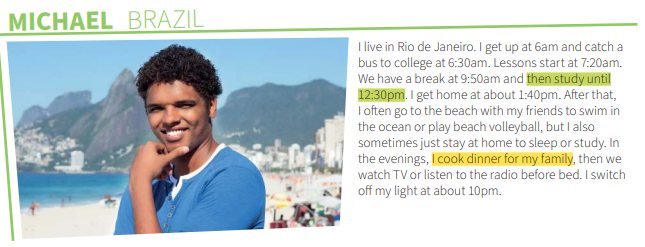 MICHAEL BRAZIL
I live in Rio de Janeiro. I get up at 6am and catch a
bus to college at 6:30am. Lessons start at 7:20am.
We have a break at 9:50am and then study until
12:30pm. I get home at about 1:40pm. After that,
I often go to the beach with my friends to swim in
the ocean or play beach volleyball, but I also
sometimes just stay at home to sleep or study. In
the evenings, I cook dinner for my family, then we
watch TV or listen to the radio before bed. I switch
off my light at about 10pm.